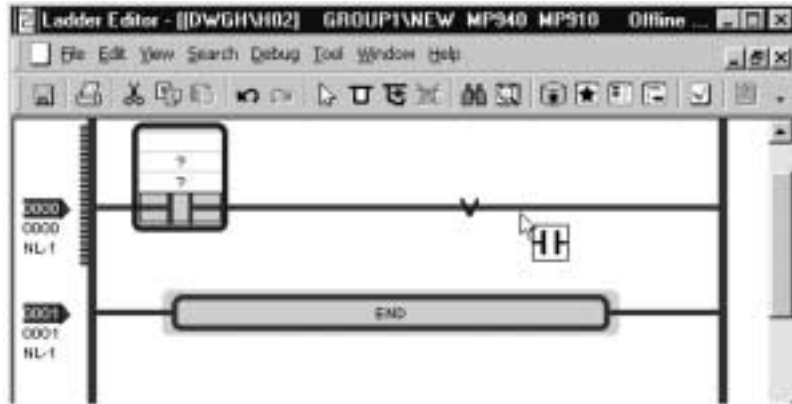 Ladder Editor - [[DWGH\H02] GROUP1\NEW MP940 MP910 Offline ...
File Edit View Search Debug Tool Window Help
?
?
0000
0000
NL-1
END
0001
0001
NL-1